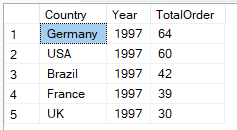 Country Year TotalOrder
1 Germany 1997 64
2 USA 1997 60
3 Brazil 1997 42
4 France 1997 39
5 UK 1997 30